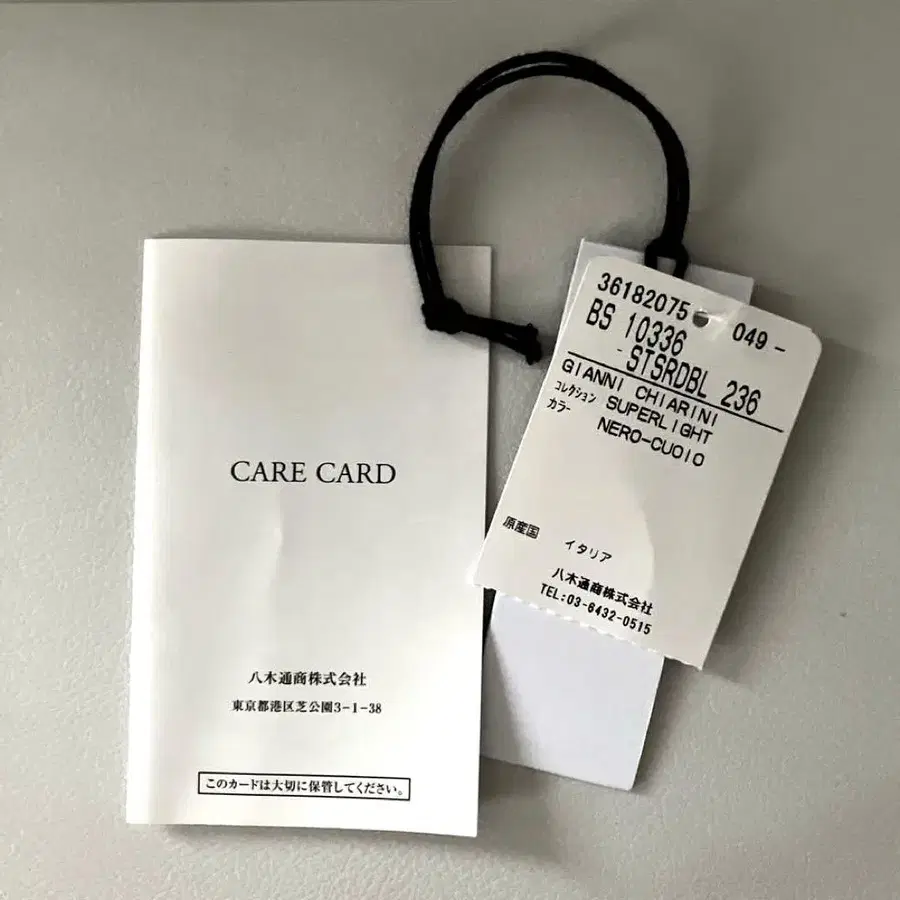 CARE CARD
八木通商株式会社
東京都港区芝公園3-1-38
このカードは大切に保管してください。
36182075 049-
BS 10336
-STSRDBL 236
GIANNI CHIARINI
コレクション SUPERLIGHT
カラー NERO-CUOIO
原産国 イタリア
八木通商株式会社
TEL:03-6432-0515